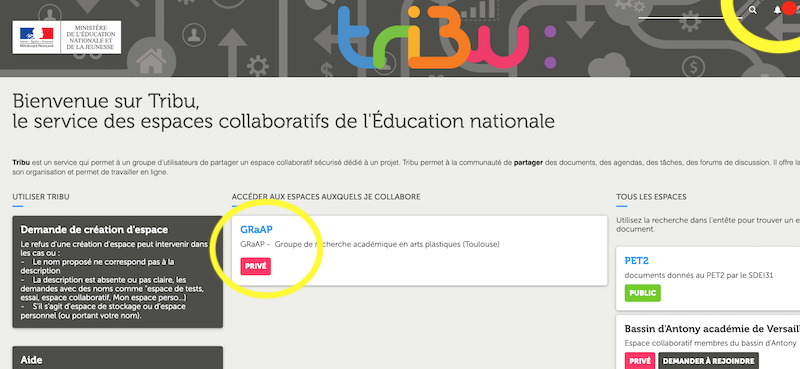 MINISTÈRE
DE L'ÉDUCATION
NATIONALE ET
DE LA JEUNESSE
tribu:
Bienvenue sur Tribu,
le service des espaces collaboratifs de l'Éducation nationale
Tribu est un service qui permet à un groupe d'utilisateurs de partager un espace collaboratif sécurisé dédié à un projet. Tribu permet à la communauté de partager des documents, des agendas, des tâches, des forums de discussion. Il offre la
son organisation et permet de travailler en ligne.
UTILISER TRIBU
Demande de création d'espace
Le refus d'une création d'espace peut intervenir dans
les cas ou :
- Le nom proposé ne correspond pas à la
description
- La description est absente ou pas claire, les
demandes avec des noms comme "espace de tests,
essai, espace collaboratif, Mon espace perso...)
- S'il s'agit d'espace de stockage ou d'espace
personnel (ou portant votre nom).
Aide
ACCÉDER AUX ESPACES AUXQUELS JE COLLABORE
GRaAP
GRaAP - Groupe de recherche académique en arts plastiques (Toulouse)
PRIVÉ
TOUS LES ESPACES
Utilisez la recherche dans l'entête pour trouver un e
document.
PET2
documents donnés au PET2 par le SDEI31
PUBLIC
Bassin d'Antony académie de Versail
Espace collaboratif membres du bassin d'Antony
PRIVÉ DEMANDER À REJOINDRE